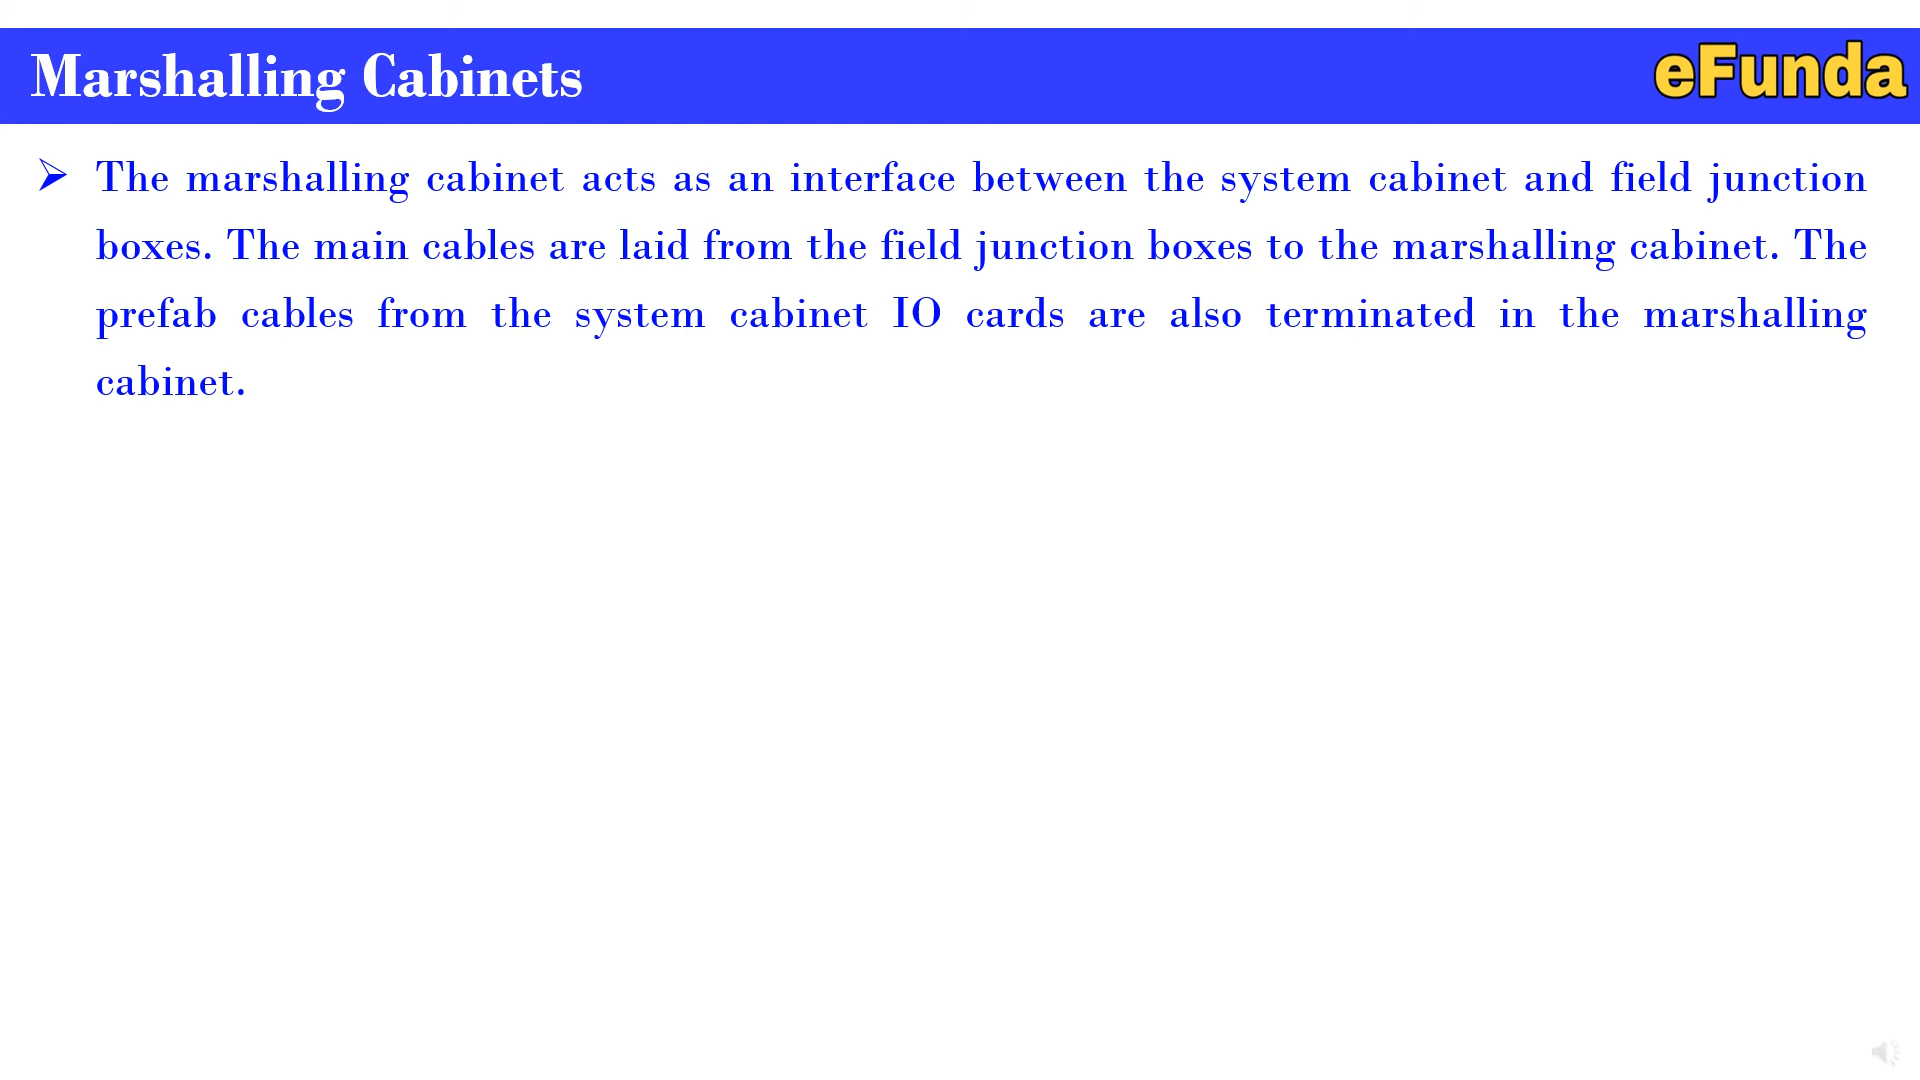 Marshalling Cabinets
eFunda
➤ The marshalling cabinet acts as an interface between the system cabinet and field junction
boxes. The main cables are laid from the field junction boxes to the marshalling cabinet. The
prefab cables from the system cabinet IO cards are also terminated in the marshalling
cabinet.